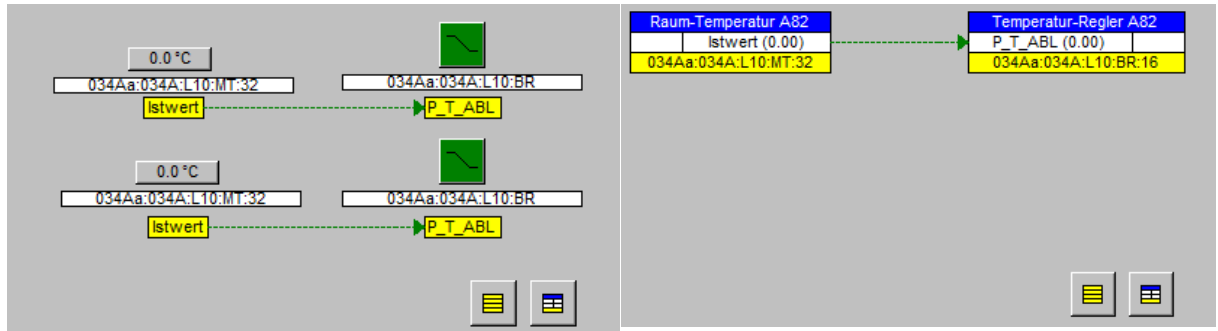 0.0 °C
034Aa:034A:L10:MT:32 034Aa:034A:L10:BR
Istwert P_T_ABL
0.0 °C
034Aa:034A:L10:MT:32 034Aa:034A:L10:BR
Istwert P_T_ABL
Raum-Temperatur A82 Temperatur-Regler A82
Istwert (0.00) P_T_ABL (0.00)
034Aa:034A:L10:MT:32 034Aa:034A:L10:BR:16